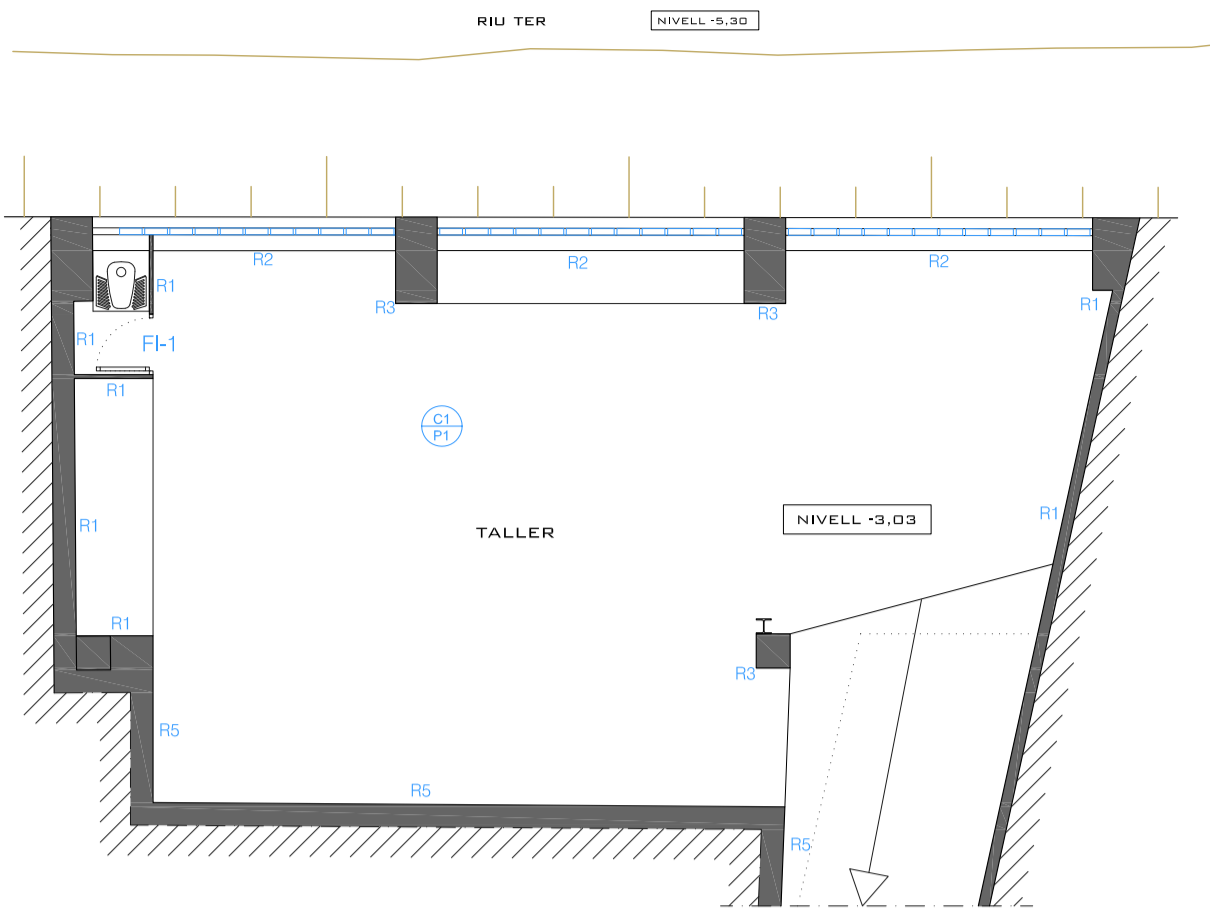 RIU TER NIVELL -5,30
R2 R2 R2
R1
R3 R3 R1
R1 FI-1
R1
C1
P1
R1 TALLER NIVELL -3,03 R1
R1
R3
R5
R5
R5